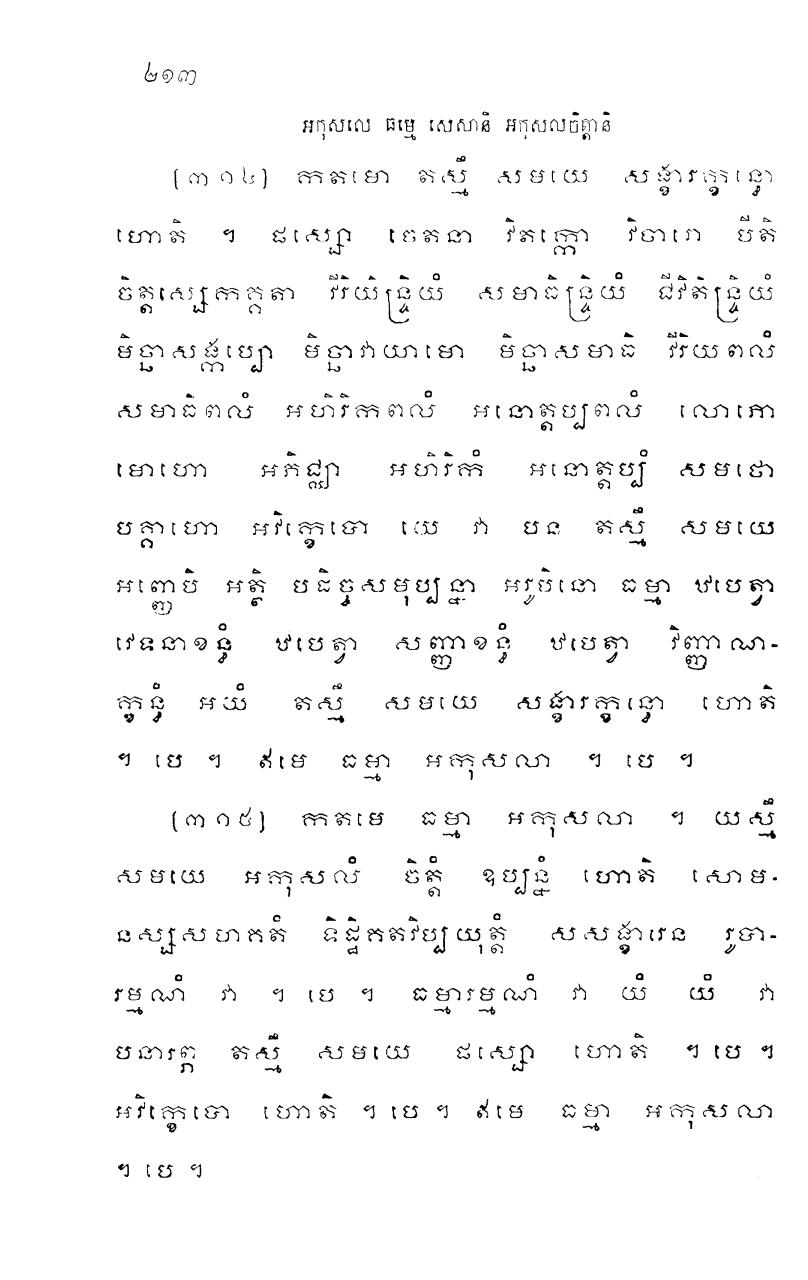 ២១៣
អកុសលេ ធម្មេ សេសានិ អកុសលចិត្តានិ
(៣១៤) កតមោ តស្មឹ សមយេ សង្ខារក្ខន្ធោ
ហោតិ ។ ផស្សោ ចេតនា វិតក្កោ វិចារោ បីតិ
ចិត្តស្សេកគ្គតា វីរិយិន្ទ្រិយំ សមាធិន្ទ្រិយំ ជីវិតិន្ទ្រិយំ
មិច្ឆាសង្កប្បោ មិច្ឆាវាយាមោ មិច្ឆាសមាធិ វីរិយពលំ
សមាធិពលំ អហិរិកពលំ អនោត្តប្បពលំ លោភោ
មោហោ អភិជ្ឈា អហិរិកំ អនោត្តប្បំ សមថោ
បគ្គាហោ អវិក្ខេបោ យេ វា បន តស្មឹ សមយេ
អញ្ញេបិ អត្ថិ បដិច្ចសមុប្បន្នា អរូបិនោ ធម្មា ឋបេត្វា
វេទនាខន្ធំ ឋបេត្វា សញ្ញាខន្ធំ ឋបេត្វា វិញ្ញាណ-
ក្ខន្ធំ អយំ តស្មឹ សមយេ សង្ខារក្ខន្ធោ ហោតិ
។ បេ ។ ឥមេ ធម្មា អកុសលា ។ បេ ។
(៣១៥) កតមេ ធម្មា អកុសលា ។ យស្មឹ
សមយេ អកុសលំ ចិត្តំ ឧប្បន្នំ ហោតិ សោម-
នស្សសហគតំ ទិដ្ឋិគតវិប្បយុត្តំ សសង្ខារេន រូបា-
រម្មណំ វា ។ បេ ។ ធម្មារម្មណំ វា យំ យំ វា
បនារព្ភ តស្មឹ សមយេ ផស្សោ ហោតិ ។ បេ ។
អវិក្ខេបោ ហោតិ ។ បេ ។ ឥមេ ធម្មា អកុសលា
។ បេ ។